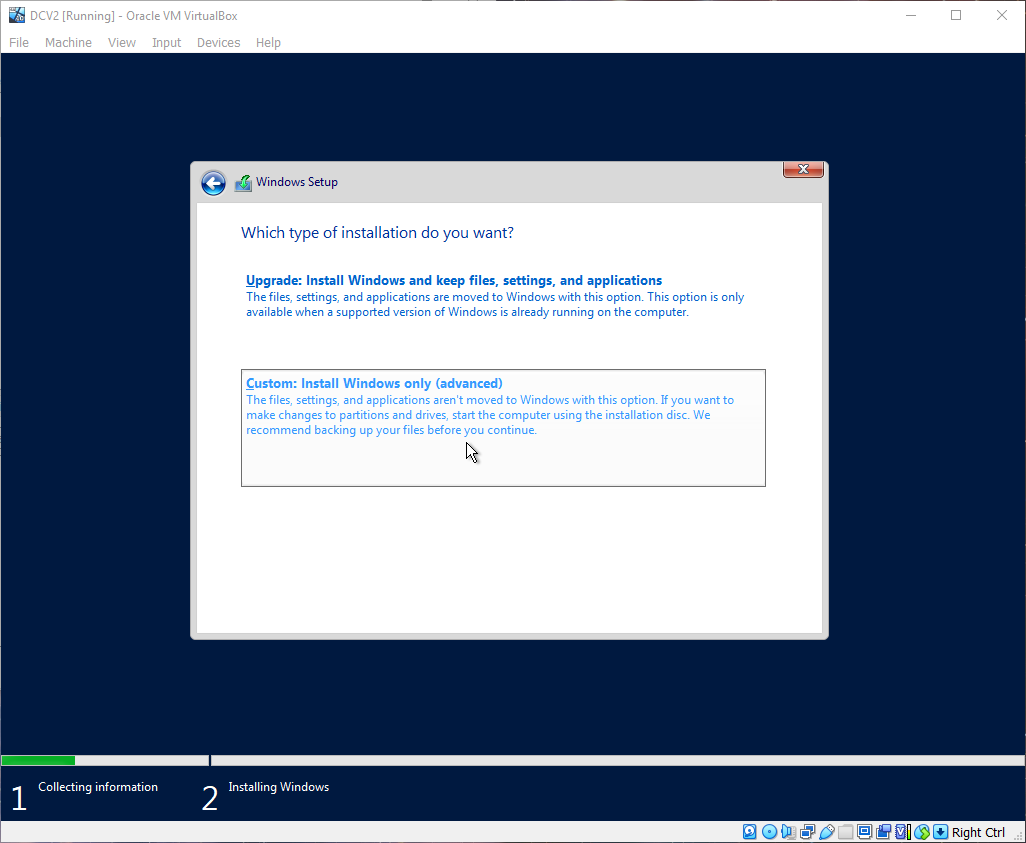 DCV2 [Running] - Oracle VM VirtualBox
File Machine View Input Devices Help
Windows Setup
Which type of installation do you want?
Upgrade: Install Windows and keep files, settings, and applications
The files, settings, and applications are moved to Windows with this option. This option is only
available when a supported version of Windows is already running on the computer.
Custom: Install Windows only (advanced)
The files, settings, and applications aren't moved to Windows with this option. If you want to
make changes to partitions and drives, start the computer using the installation disc. We
recommend backing up your files before you continue.
1 Collecting information 2 Installing Windows
Right Ctrl